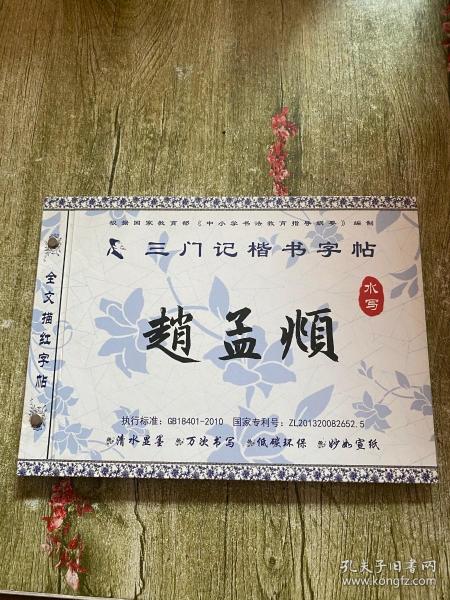 根据国家教育部《中小学书法教育指导纲要》编制
三门记楷书字帖
水写
全文描红字帖
趙孟頫
执行标准：GB18401-2010 国家专利号：ZL201320082652.5
清水显墨 万次书写 低碳环保 妙如宣纸
孔夫子旧书网
www.kongfz.com